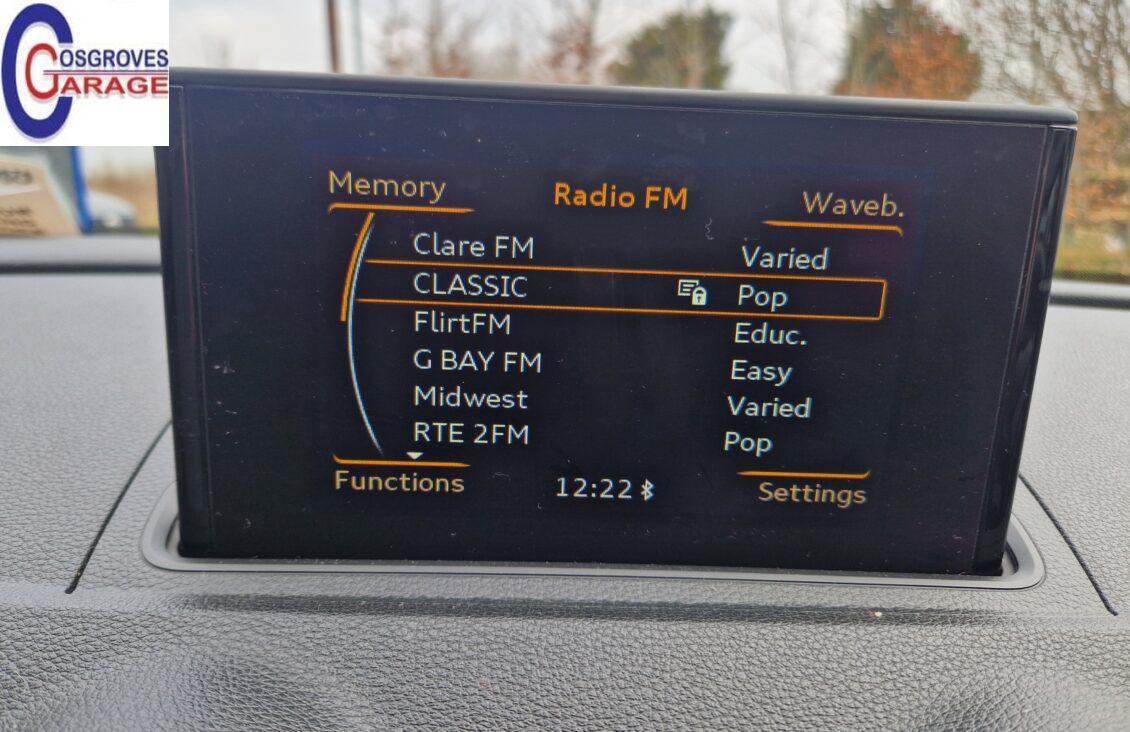 COSGROVES
GARAGE
Memory Radio FM Waveb.
Clare FM Varied
CLASSIC Pop
FlirtFM Educ.
G BAY FM Easy
Midwest Varied
RTE 2FM Pop
Functions 12:22 Settings